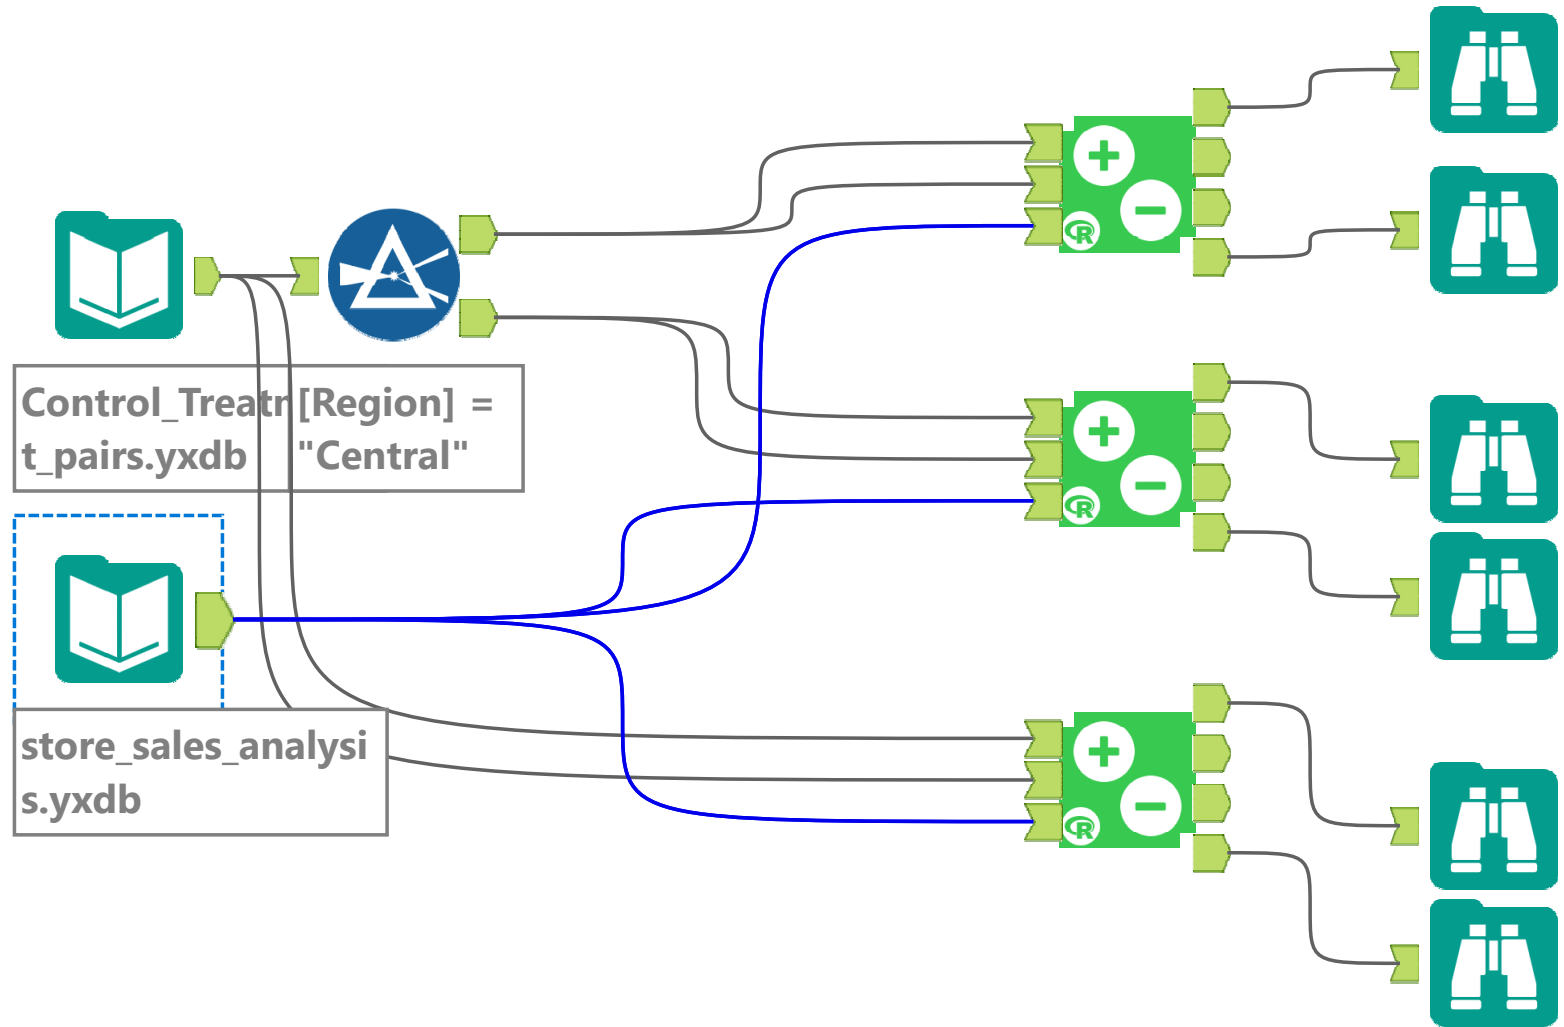 Control_Treatr
t_pairs.yxdb
[Region] =
"Central"
store_sales_analysi
s.yxdb
R
R
R